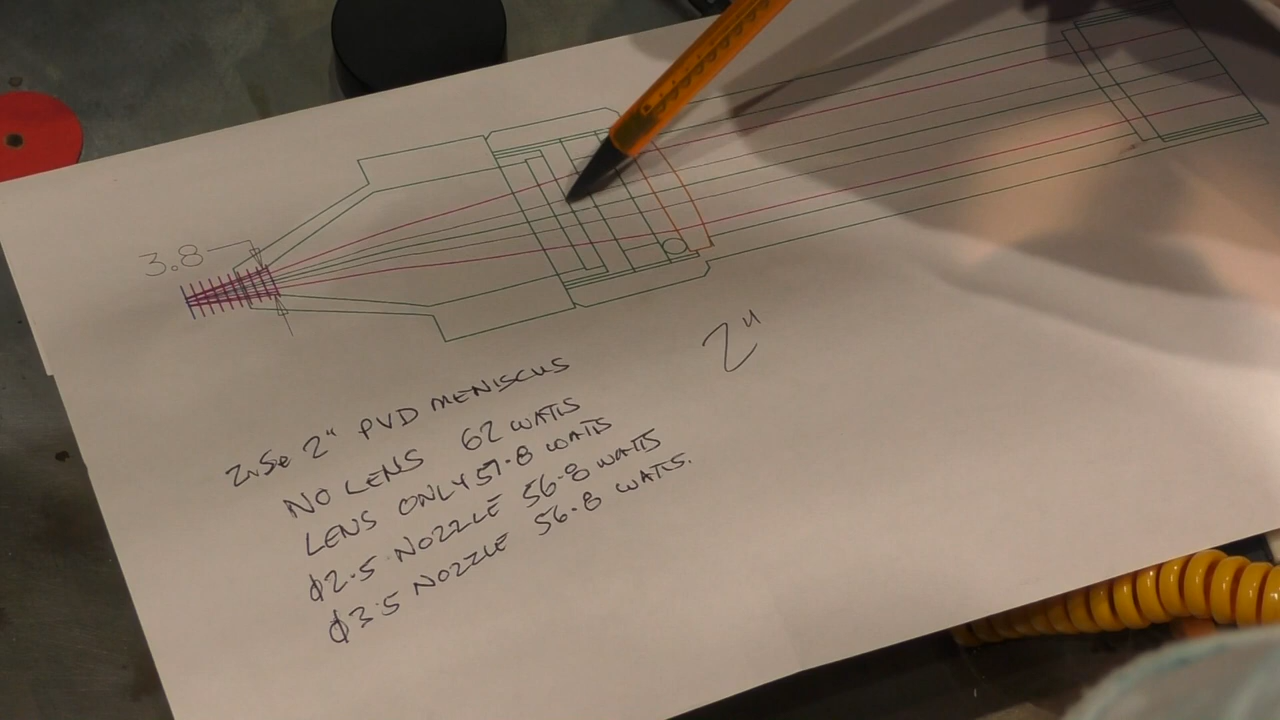 3.8
2"
ZnSe 2" PVD MENISCUS
NO LENS 62 WATTS
LENS ONLY 57.8 WATTS
φ2.5 NOZZLE 56.8 WATTS
φ3.5 NOZZLE 56.8 WATTS.